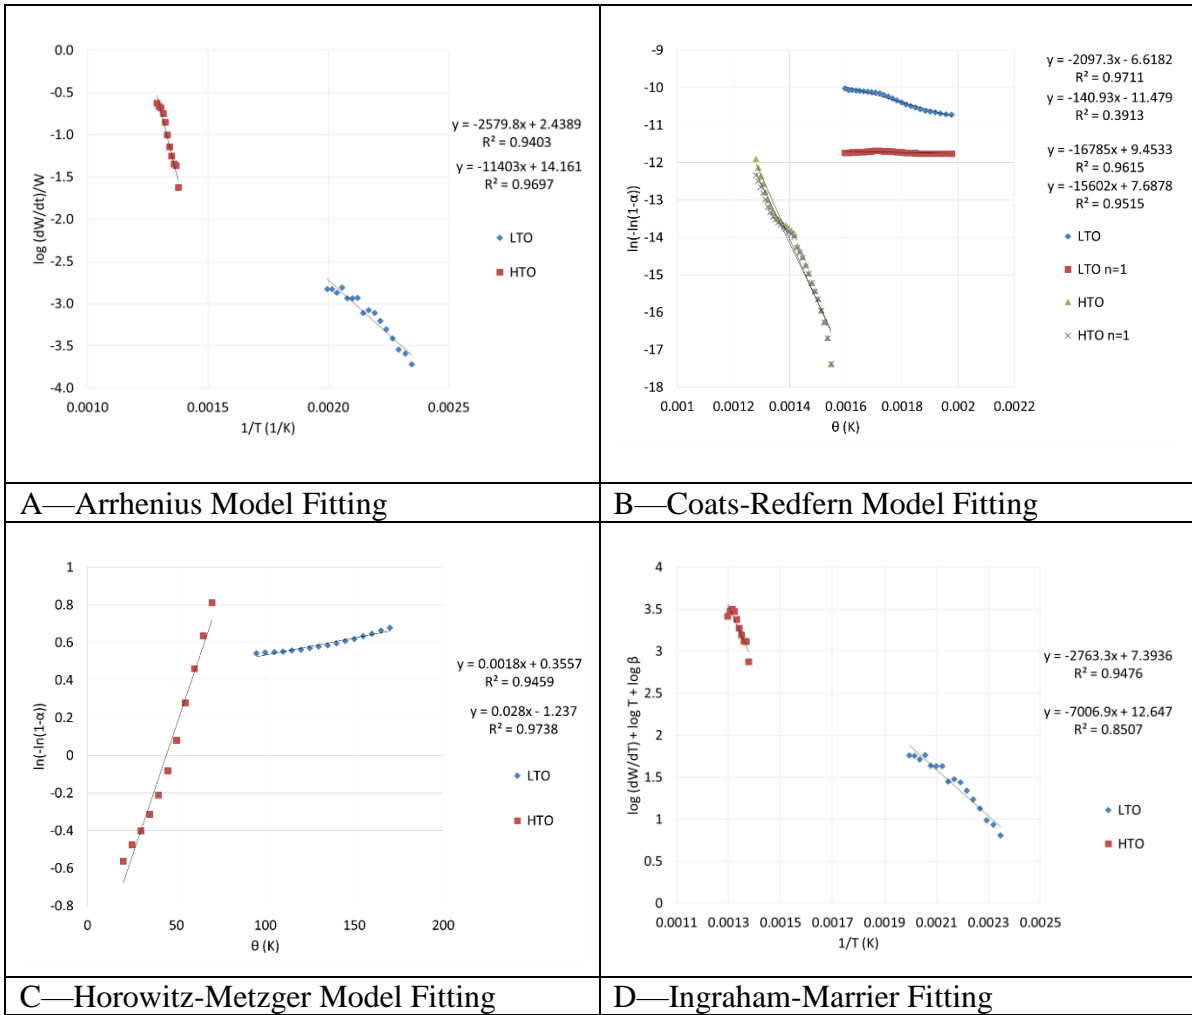 0.0
-0.5
-1.0
-1.5
-2.0
-2.5
-3.0
-3.5
-4.0
log (dW/dt)/W
0.0010 0.0015 0.0020 0.0025
1/T (1/K)
y = -2579.8x + 2.4389
R² = 0.9403
y = -11403x + 14.161
R² = 0.9697
LTO
HTO
A—Arrhenius Model Fitting
-9
-10
-11
-12
-13
-14
-15
-16
-17
-18
ln(-ln(1-α))
0.001 0.0012 0.0014 0.0016 0.0018 0.002 0.0022
θ (K)
y = -2097.3x - 6.6182
R² = 0.9711
y = -140.93x - 11.479
R² = 0.3913
y = -16785x + 9.4533
R² = 0.9615
y = -15602x + 7.6878
R² = 0.9515
LTO
LTO n=1
HTO
HTO n=1
B—Coats-Redfern Model Fitting
1
0.8
0.6
0.4
0.2
0
-0.2
-0.4
-0.6
-0.8
ln(-ln(1-α))
0 50 100 150 200
θ (K)
y = 0.0018x + 0.3557
R² = 0.9459
y = 0.028x - 1.237
R² = 0.9738
LTO
HTO
C—Horowitz-Metzger Model Fitting
4
3.5
3
2.5
2
1.5
1
0.5
0
log (dW/dT) + log T + log β
0.0011 0.0013 0.0015 0.0017 0.0019 0.0021 0.0023 0.0025
1/T (K)
y = -2763.3x + 7.3936
R² = 0.9476
y = -7006.9x + 12.647
R² = 0.8507
LTO
HTO
D—Ingraham-Marrier Fitting